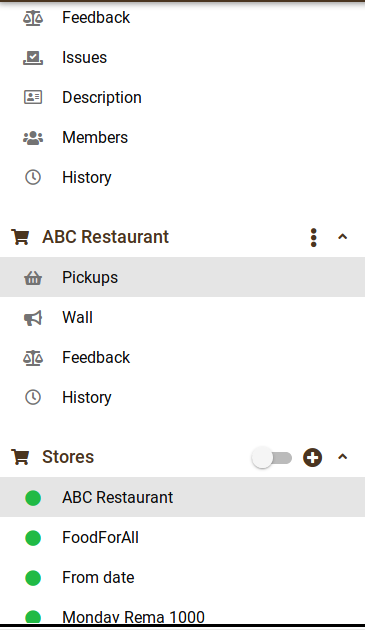 Feedback
Issues
Description
Members
History
ABC Restaurant
Pickups
Wall
Feedback
History
Stores
ABC Restaurant
FoodForAll
From date
Monday Rema 1000